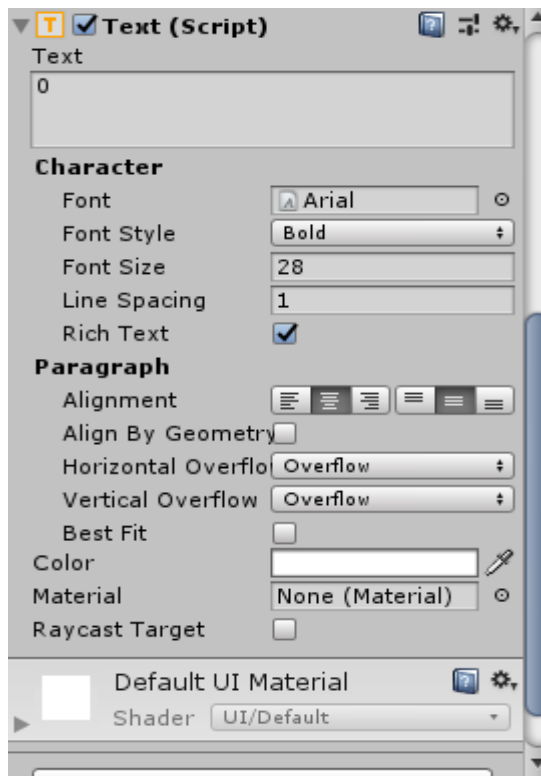 Text (Script)
Text
0
Character
Font Arial
Font Style Bold
Font Size 28
Line Spacing 1
Rich Text
Paragraph
Alignment
Align By Geometry
Horizontal Overflo Overflow
Vertical Overflow Overflow
Best Fit
Color
Material None (Material)
Raycast Target
Default UI Material
Shader UI/Default